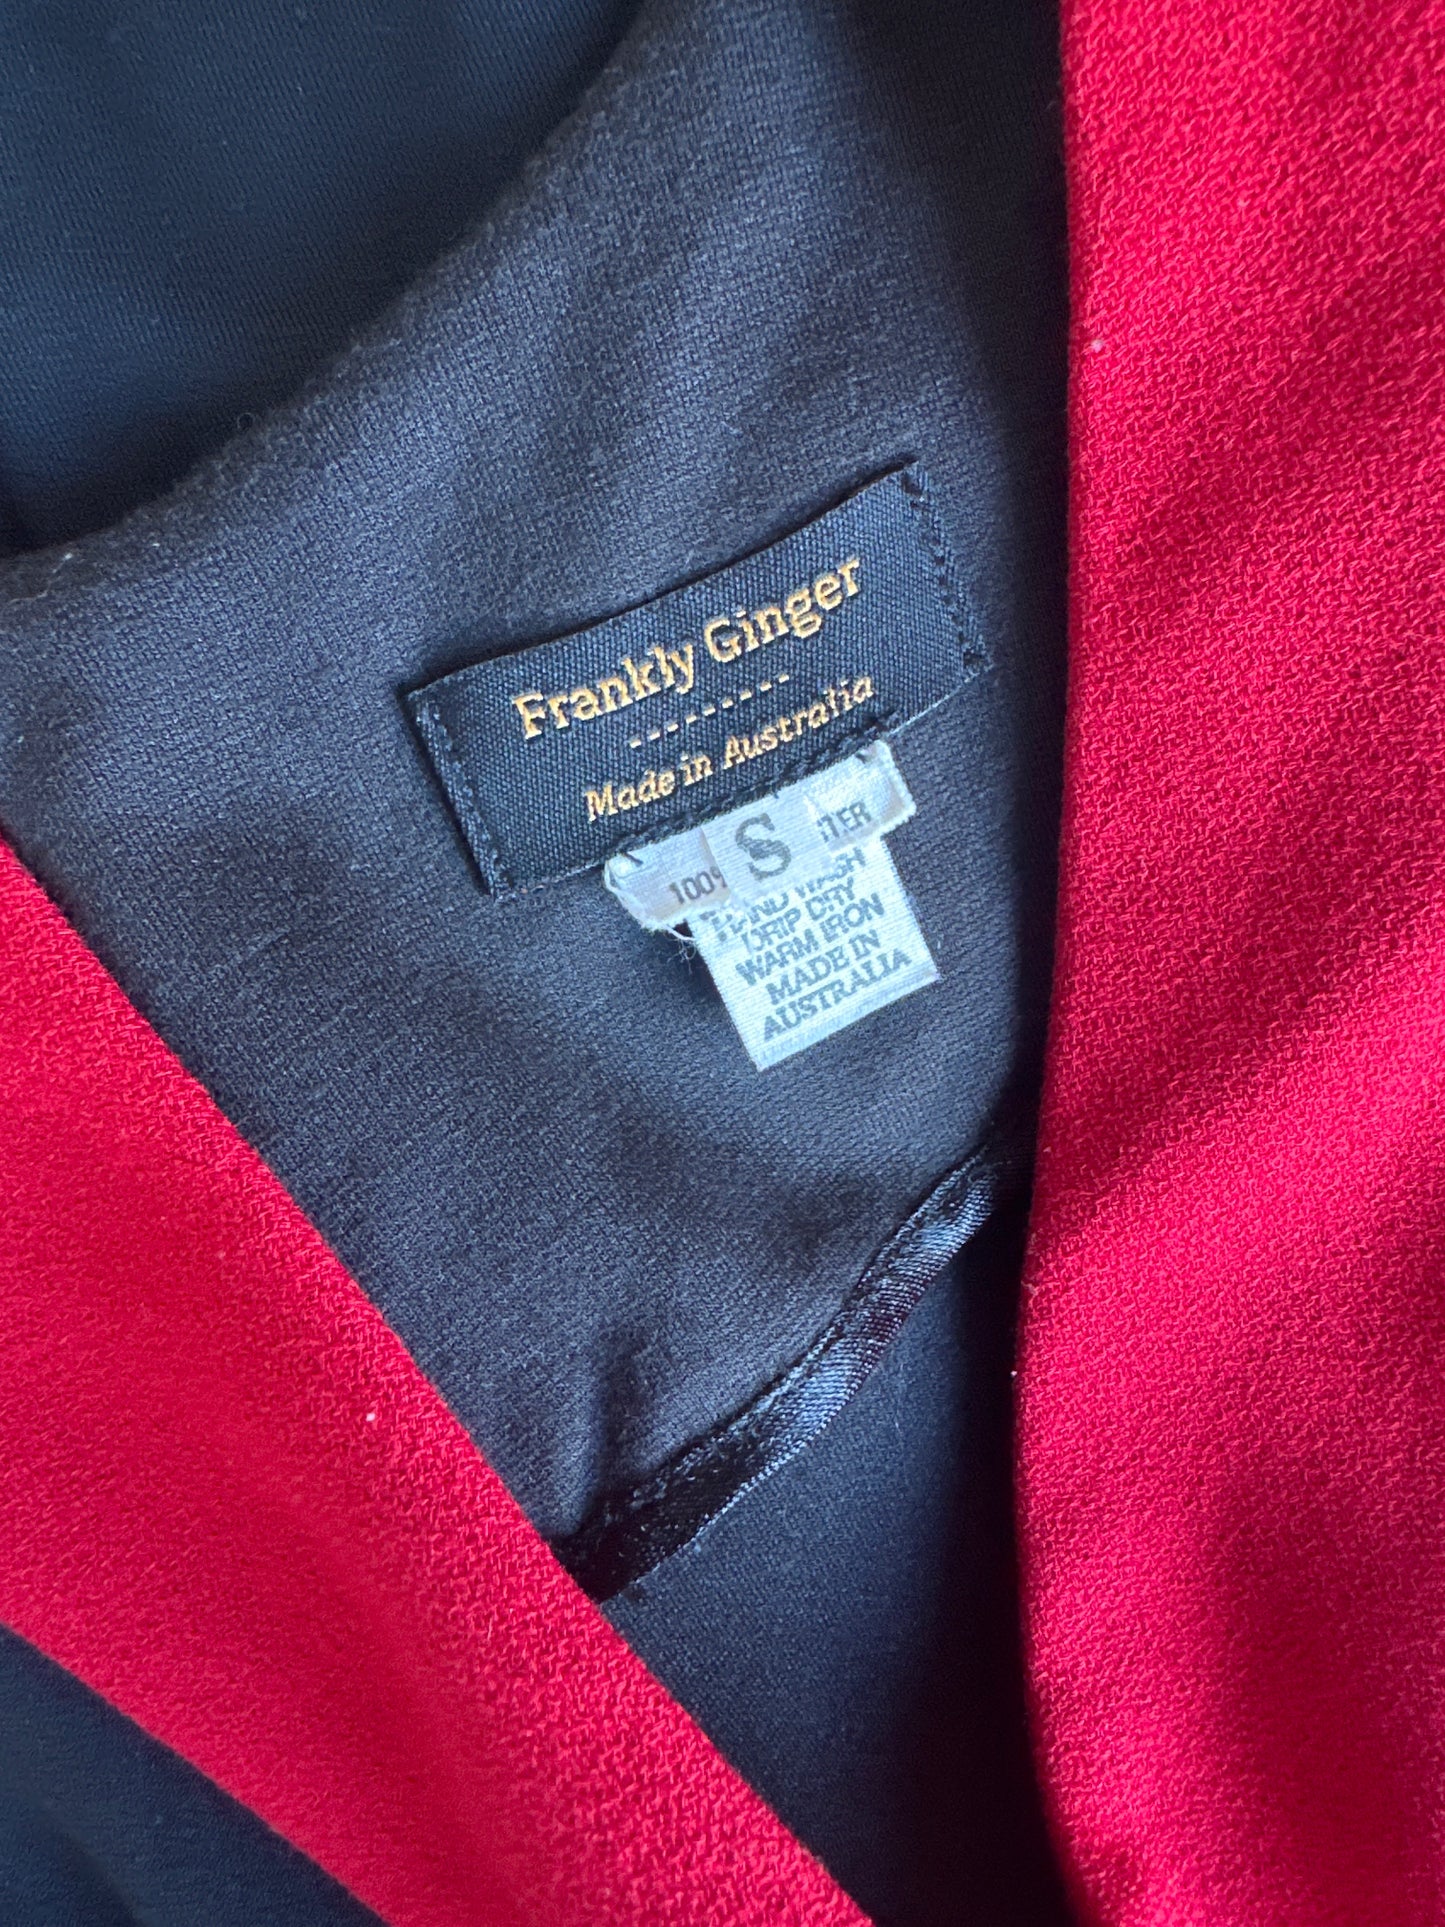 Frankly Ginger
--------
Made in Australia
S
100%
HAND WASH
DRIP DRY
WARM IRON
MADE IN
AUSTRALIA